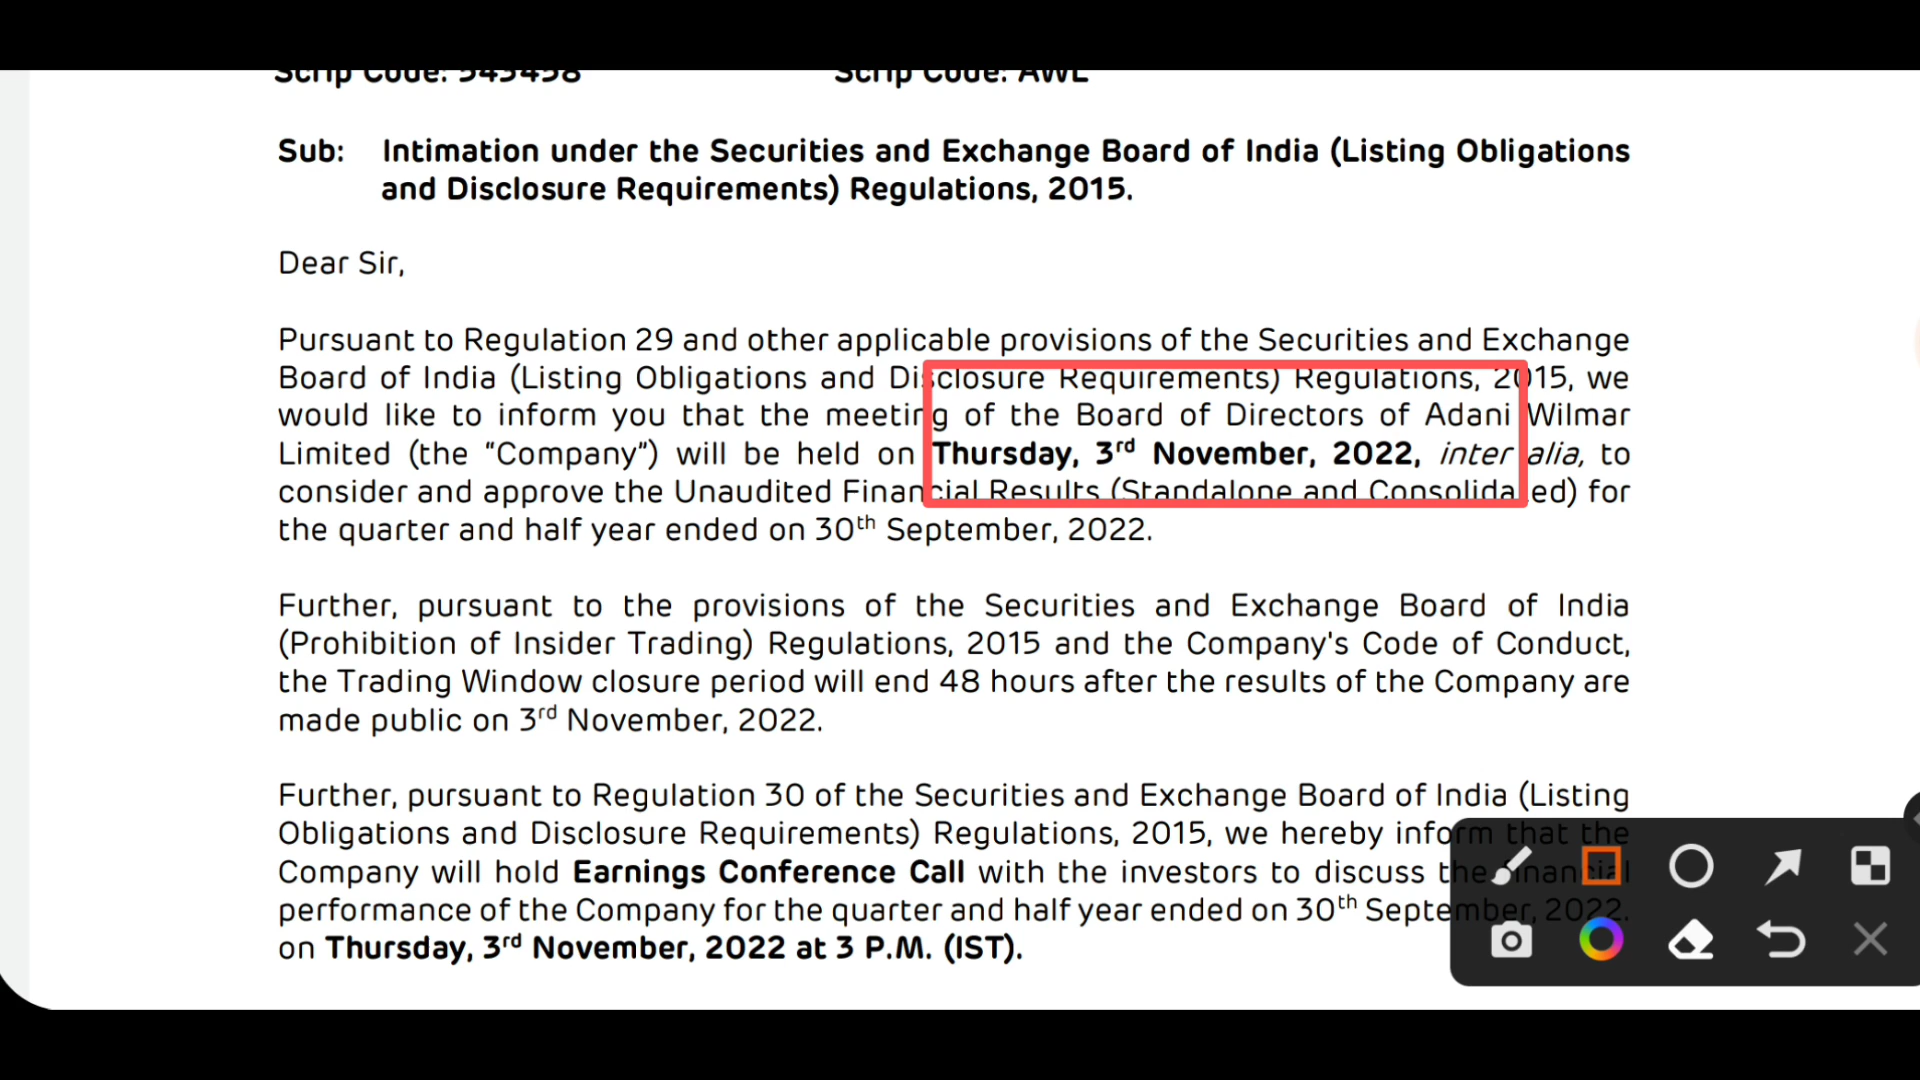 Scrip Code: 543458 Scrip Code: AWL
Sub: Intimation under the Securities and Exchange Board of India (Listing Obligations
and Disclosure Requirements) Regulations, 2015.
Dear Sir,
Pursuant to Regulation 29 and other applicable provisions of the Securities and Exchange
Board of India (Listing Obligations and Disclosure Requirements) Regulations, 2015, we
would like to inform you that the meeting of the Board of Directors of Adani Wilmar
Limited (the “Company”) will be held on Thursday, 3rd November, 2022, inter alia, to
consider and approve the Unaudited Financial Results (Standalone and Consolidated) for
the quarter and half year ended on 30th September, 2022.
Further, pursuant to the provisions of the Securities and Exchange Board of India
(Prohibition of Insider Trading) Regulations, 2015 and the Company's Code of Conduct,
the Trading Window closure period will end 48 hours after the results of the Company are
made public on 3rd November, 2022.
Further, pursuant to Regulation 30 of the Securities and Exchange Board of India (Listing
Obligations and Disclosure Requirements) Regulations, 2015, we hereby inform that the
Company will hold Earnings Conference Call with the investors to discuss the financial
performance of the Company for the quarter and half year ended on 30th September, 2022.
on Thursday, 3rd November, 2022 at 3 P.M. (IST).